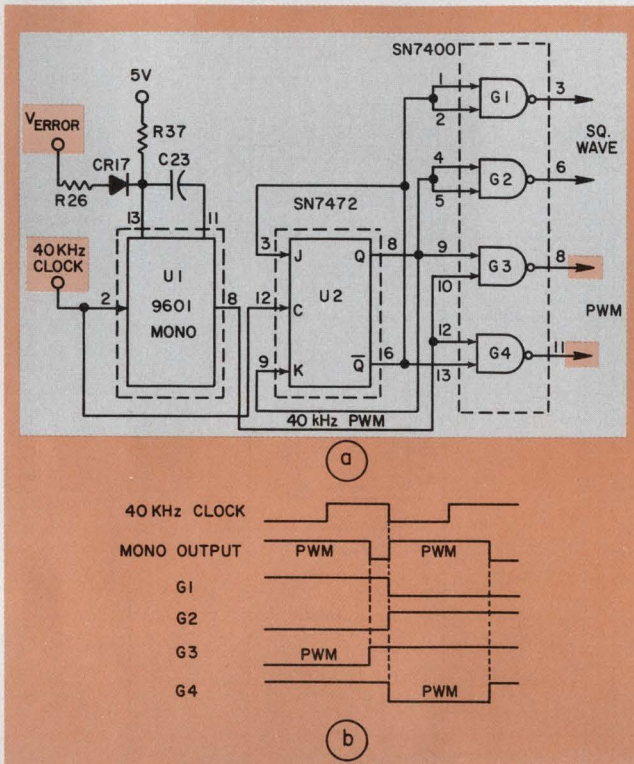 SN7400
5V
VERROR
R37
CR17
C23
R26
13
11
40 KHz
CLOCK
2
U1
9601
MONO
18
SN7472
3
J
Q
8
12
C
U2
9
K
Q̅
16
40 kHz PWM
1
2
G1
3
SQ.
WAVE
4
5
G2
6
9
10
G3
8
PWM
12
13
G4
11
a
40 KHz CLOCK
MONO OUTPUT
PWM
PWM
G1
G2
G3
PWM
G4
PWM
b